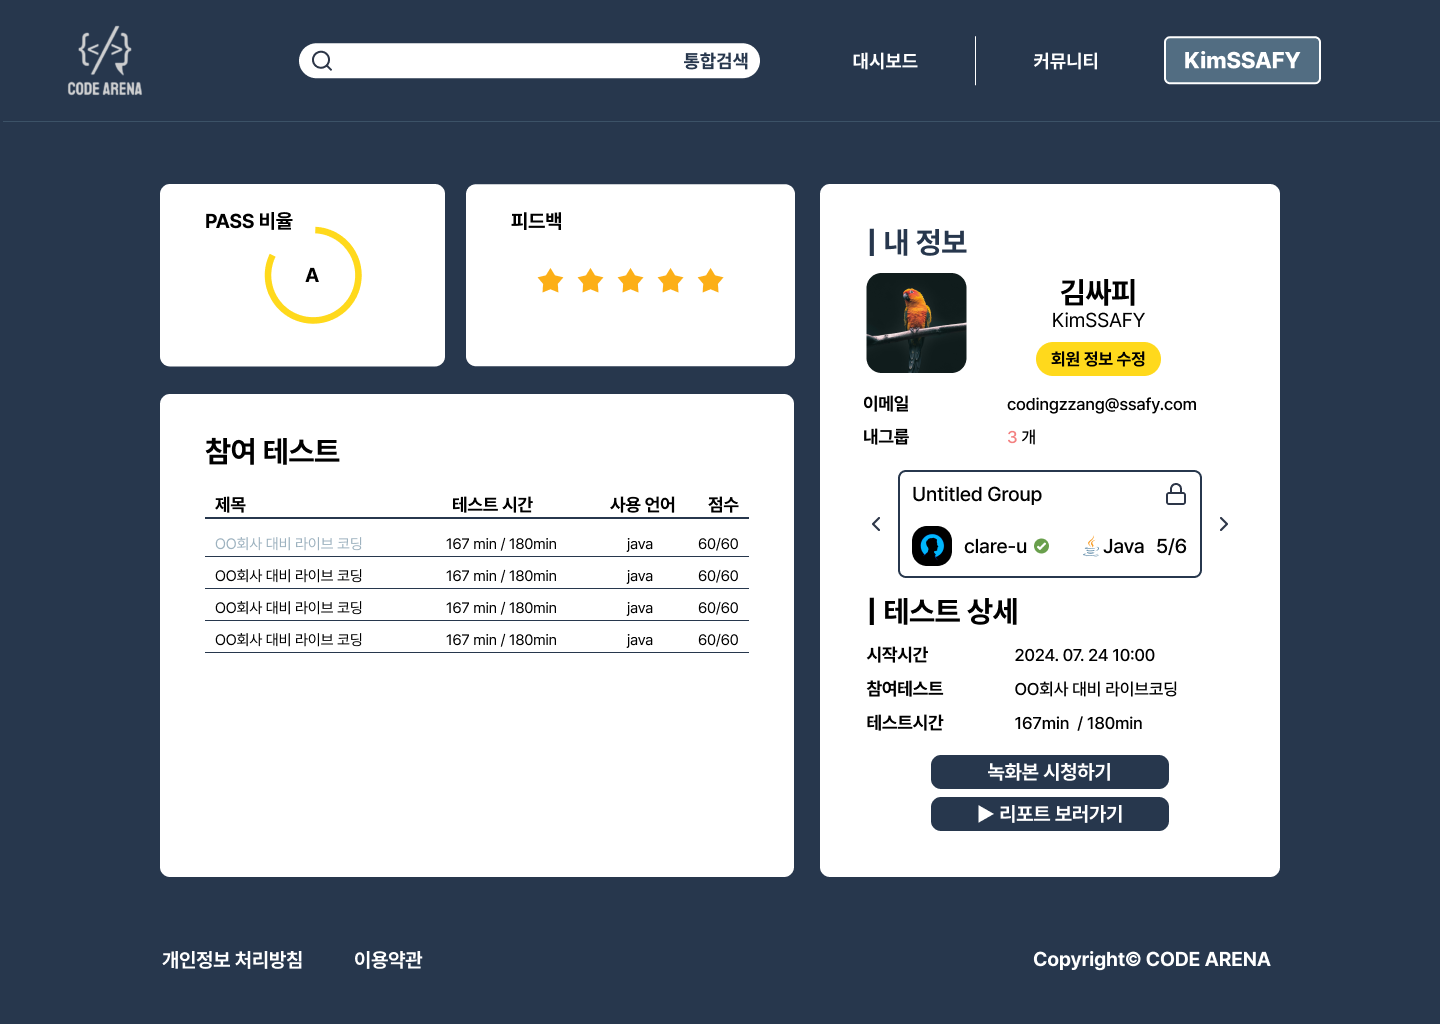 {</>}
CODE ARENA
통합검색
대시보드
커뮤니티
KimSSAFY
PASS 비율
A
피드백
참여 테스트
제목 테스트 시간 사용 언어 점수
OO회사 대비 라이브 코딩 167 min / 180min java 60/60
OO회사 대비 라이브 코딩 167 min / 180min java 60/60
OO회사 대비 라이브 코딩 167 min / 180min java 60/60
OO회사 대비 라이브 코딩 167 min / 180min java 60/60
| 내 정보
김싸피
KimSSAFY
회원 정보 수정
이메일 codingzzang@ssafy.com
내그룹 3 개
Untitled Group
clare-u Java 5/6
| 테스트 상세
시작시간 2024. 07. 24 10:00
참여테스트 OO회사 대비 라이브코딩
테스트시간 167min / 180min
녹화본 시청하기
▶ 리포트 보러가기
개인정보 처리방침 이용약관 Copyright© CODE ARENA